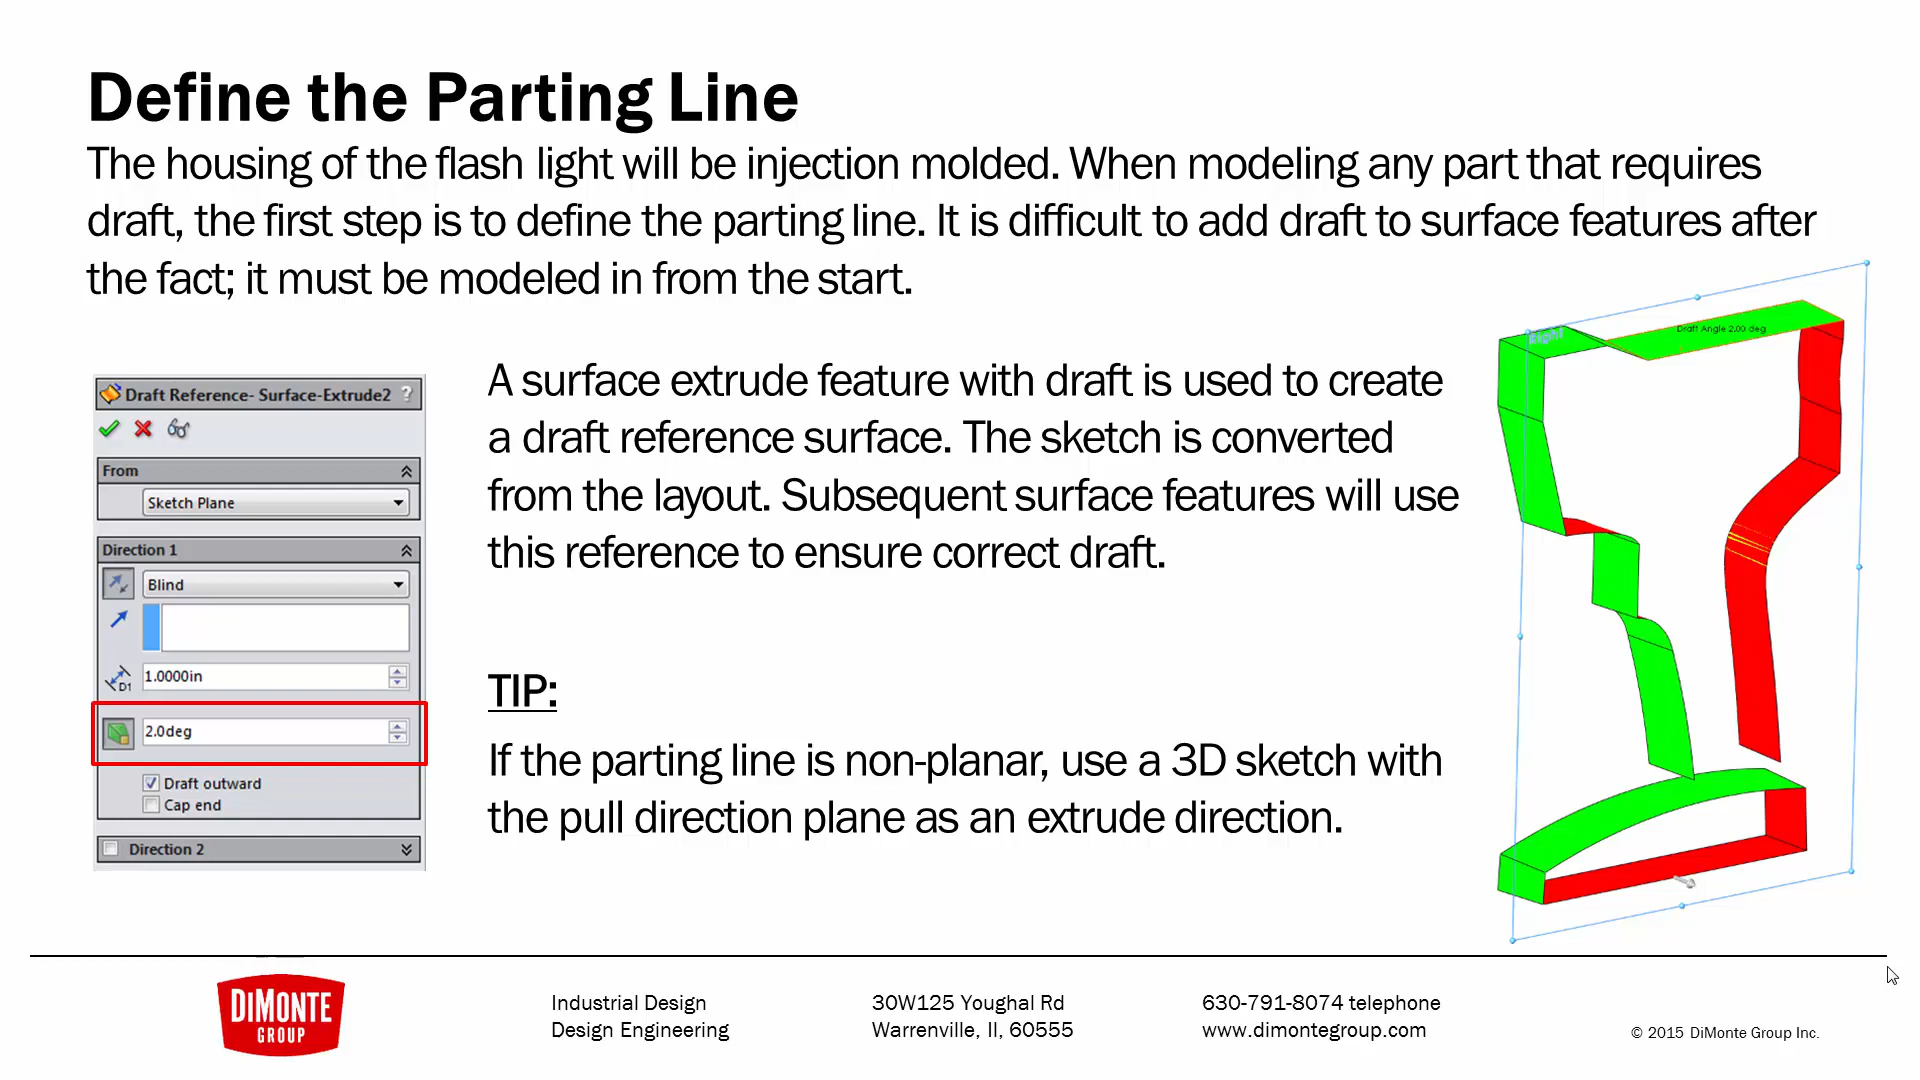 Define the Parting Line
The housing of the flash light will be injection molded. When modeling any part that requires
draft, the first step is to define the parting line. It is difficult to add draft to surface features after
the fact; it must be modeled in from the start.
Draft Reference- Surface-Extrude2 ?
From
Sketch Plane
Direction 1
Blind
D1
1.0000in
2.0deg
Draft outward
Cap end
Direction 2
A surface extrude feature with draft is used to create
a draft reference surface. The sketch is converted
from the layout. Subsequent surface features will use
this reference to ensure correct draft.
TIP:
If the parting line is non-planar, use a 3D sketch with
the pull direction plane as an extrude direction.
Right
Draft Angle 2.00 deg
DIMONTE
GROUP
Industrial Design
Design Engineering
30W125 Youghal Rd
Warrenville, Il, 60555
630-791-8074 telephone
www.dimontegroup.com
© 2015 DiMonte Group Inc.